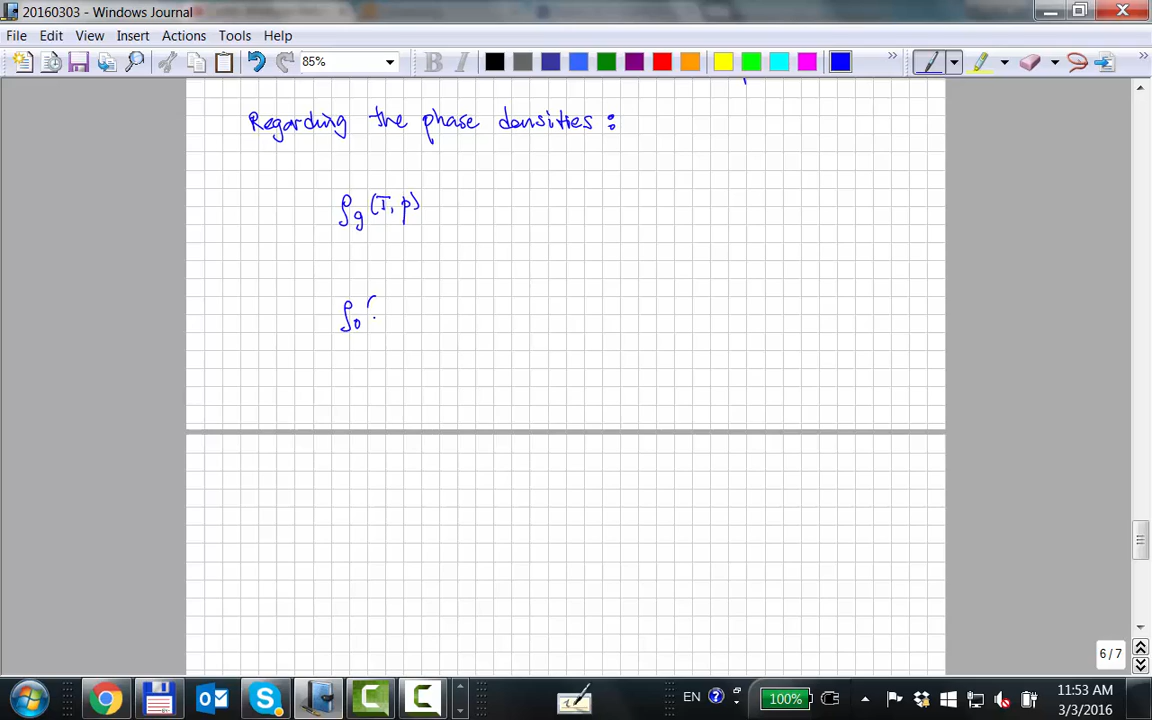 20160303 - Windows Journal
File Edit View Insert Actions Tools Help
85%
B I
Regarding the phase densities :
ρg (T, p)
ρo (
6 / 7
EN
100%
11:53 AM
3/3/2016